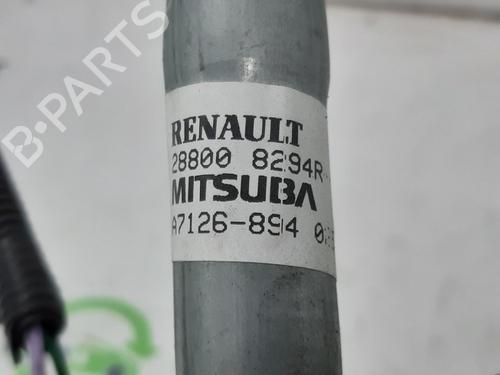 B-PARTS
RENAULT
28800 8294R
MITSUBA
A7126-894